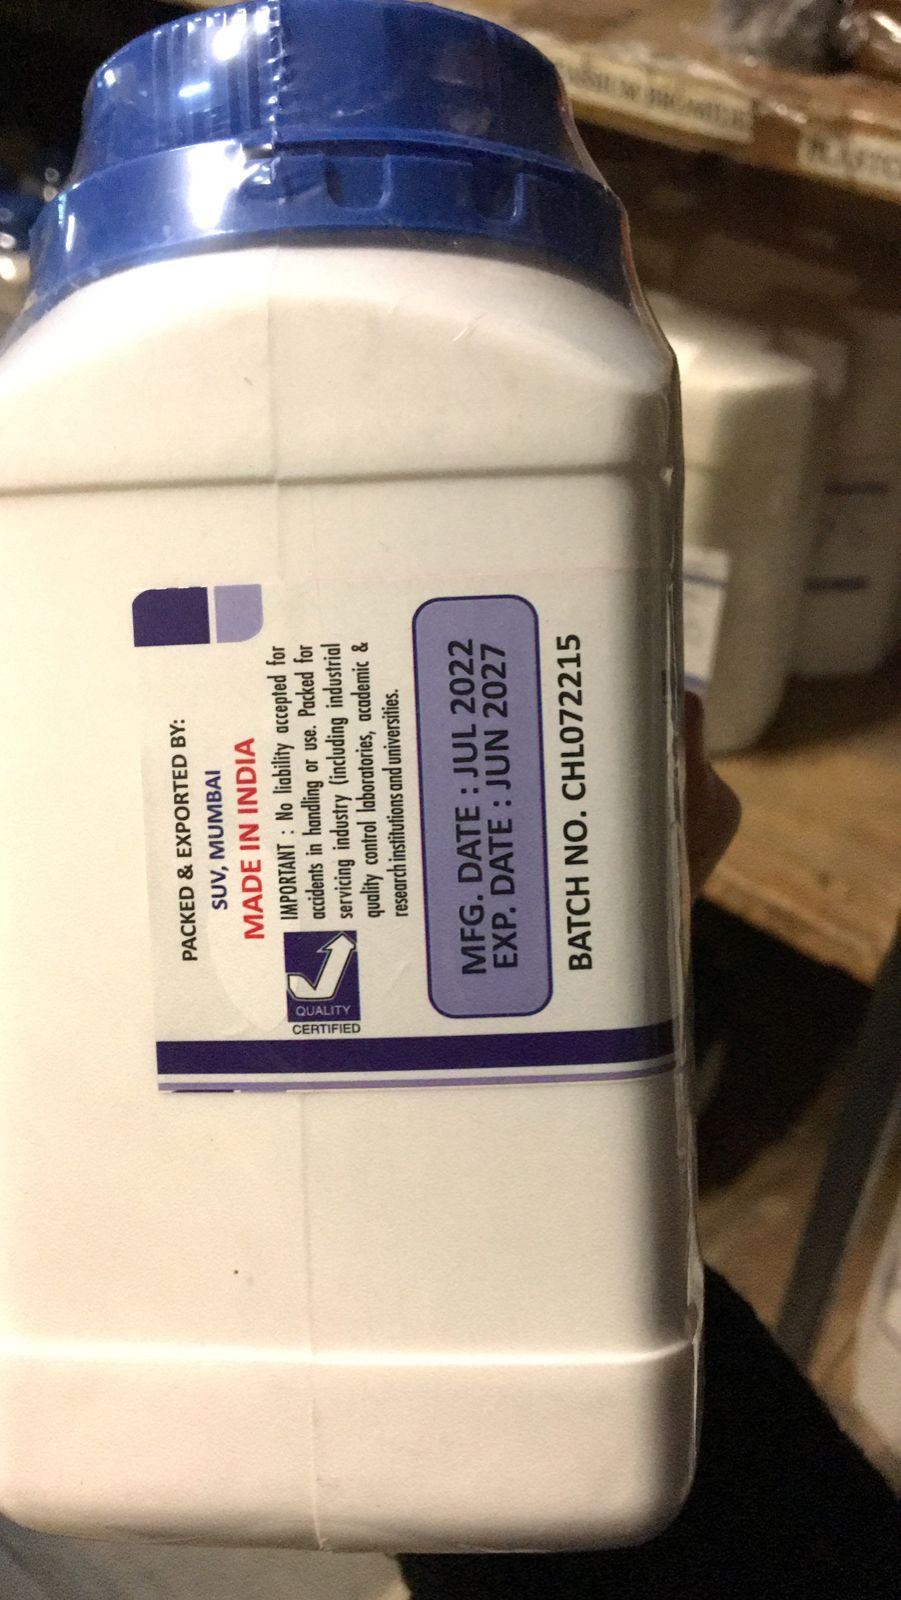 PACKED & EXPORTED BY:
SUV, MUMBAI
MADE IN INDIA
IMPORTANT : No liability accepted for
accidents in handling or use. Packed for
servicing industry (including industrial
quality control laboratories, academic &
research institutions and universities.
QUALITY
CERTIFIED
MFG. DATE : JUL 2022
EXP. DATE : JUN 2027
BATCH NO. CHL072215